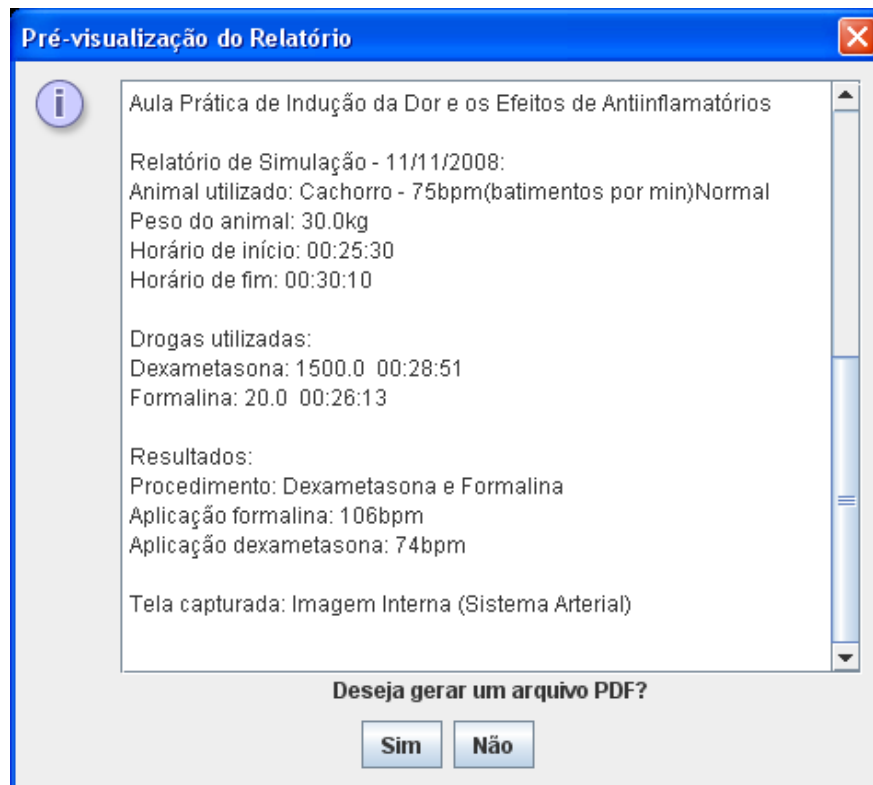 Pré-visualização do Relatório
Aula Prática de Indução da Dor e os Efeitos de Antiinflamatórios
Relatório de Simulação - 11/11/2008:
Animal utilizado: Cachorro - 75bpm(batimentos por min)Normal
Peso do animal: 30.0kg
Horário de início: 00:25:30
Horário de fim: 00:30:10
Drogas utilizadas:
Dexametasona: 1500.0  00:28:51
Formalina: 20.0  00:26:13
Resultados:
Procedimento: Dexametasona e Formalina
Aplicação formalina: 106bpm
Aplicação dexametasona: 74bpm
Tela capturada: Imagem Interna (Sistema Arterial)
Deseja gerar um arquivo PDF?
Sim Não